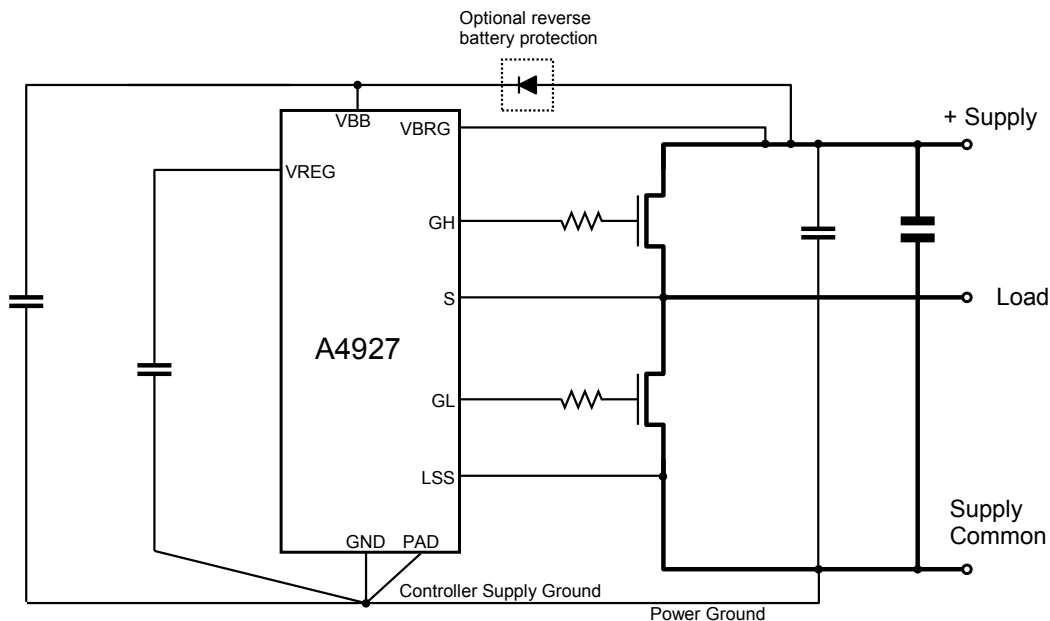 Optional reverse
battery protection
VBB
VBRG
+ Supply
VREG
GH
S
Load
A4927
GL
LSS
Supply
Common
GND
PAD
Controller Supply Ground
Power Ground